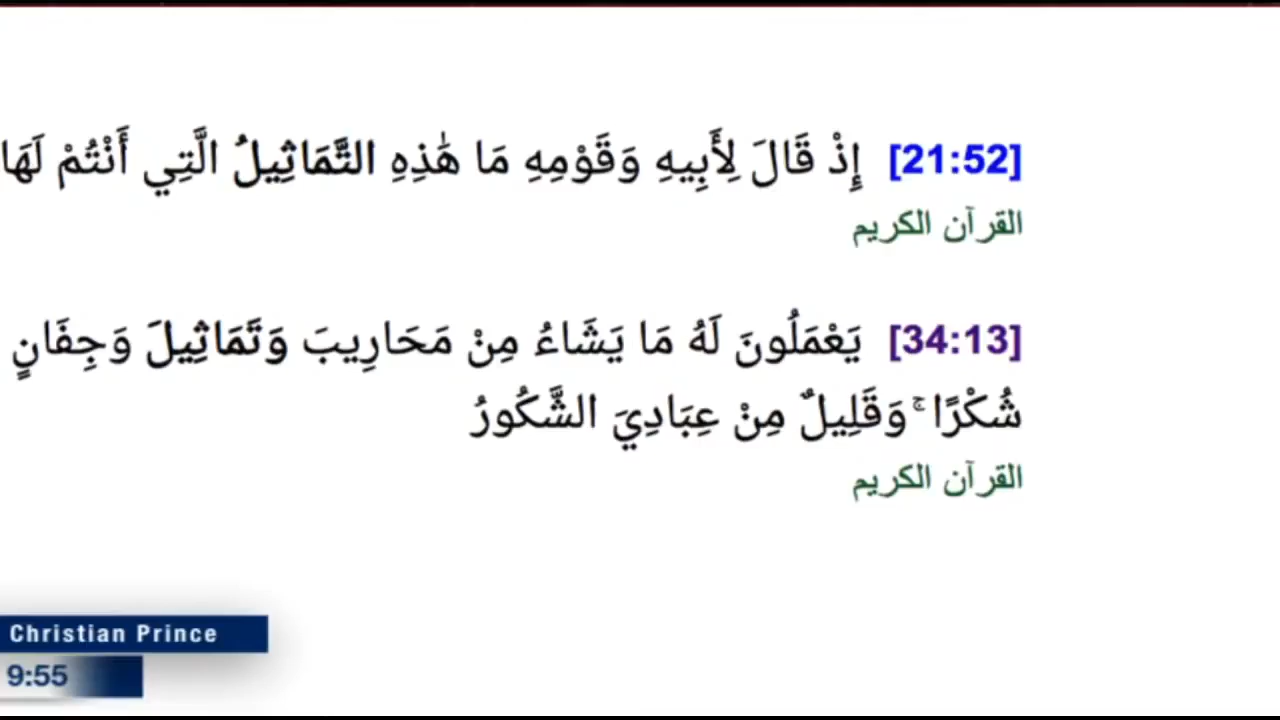 [21:52] إِذْ قَالَ لِأَبِيهِ وَقَوْمِهِ مَا هَٰذِهِ التَّمَاثِيلُ الَّتِي أَنْتُمْ لَهَا
القرآن الكريم
[34:13] يَعْمَلُونَ لَهُ مَا يَشَاءُ مِنْ مَحَارِيبَ وَتَمَاثِيلَ وَجِفَانٍ
شُكْرًا ۚ وَقَلِيلٌ مِنْ عِبَادِيَ الشَّكُورُ
القرآن الكريم
Christian Prince
9:55